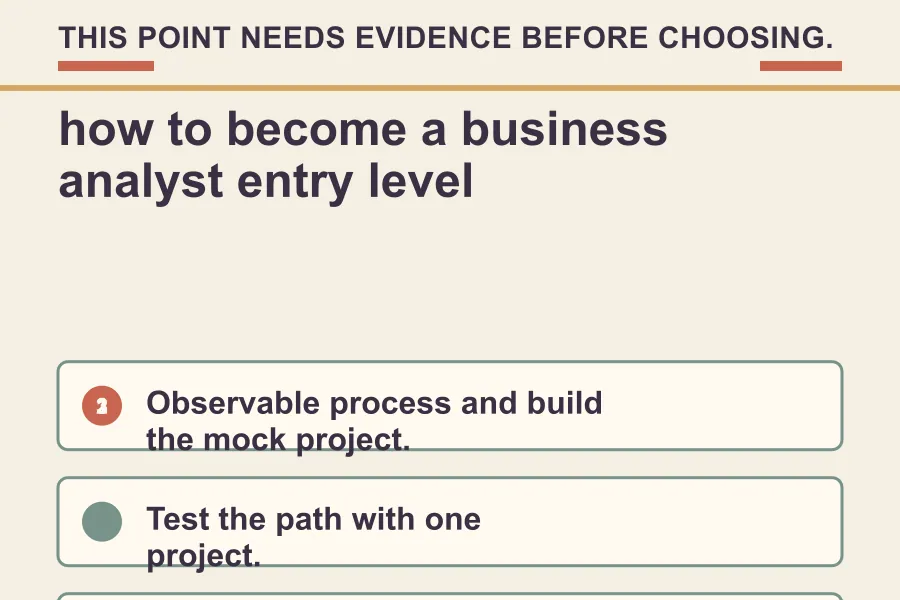 THIS POINT NEEDS EVIDENCE BEFORE CHOOSING.
how to become a business
analyst entry level
Observable process and build
the mock project.
Test the path with one
project.